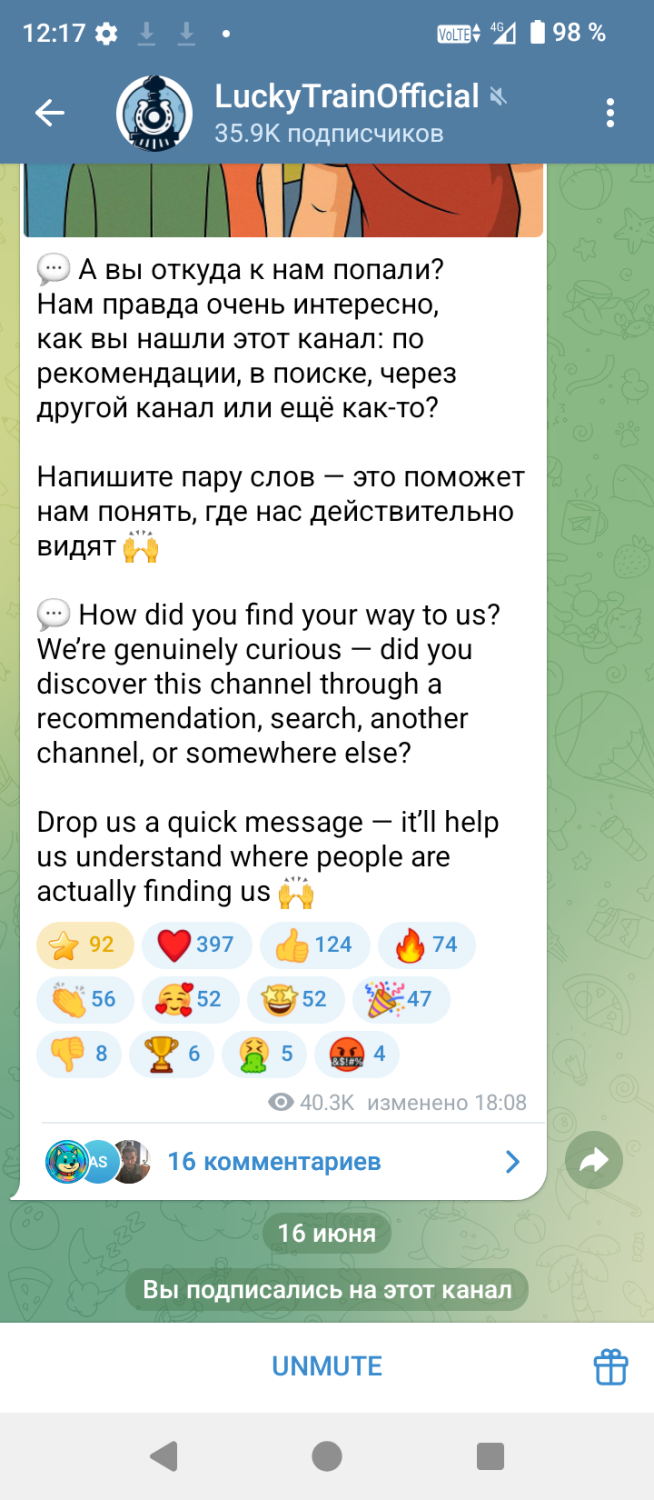 12:17 VoLTE 4G 98 %
LuckyTrainOfficial
35.9K подписчиков
А вы откуда к нам попали?
Нам правда очень интересно,
как вы нашли этот канал: по
рекомендации, в поиске, через
другой канал или ещё как-то?
Напишите пару слов — это поможет
нам понять, где нас действительно
видят 🙌
💬 How did you find your way to us?
We’re genuinely curious — did you
discover this channel through a
recommendation, search, another
channel, or somewhere else?
Drop us a quick message — it’ll help
us understand where people are
actually finding us 🙌
⭐ 92 ❤️ 397 👍 124 🔥 74
👏 56 🥰 52 🤩 52 🎉 47
👎 8 🏆 6 🤮 5 🤬 4
40.3K изменено 18:08
AS 16 комментариев
16 июня
Вы подписались на этот канал
UNMUTE